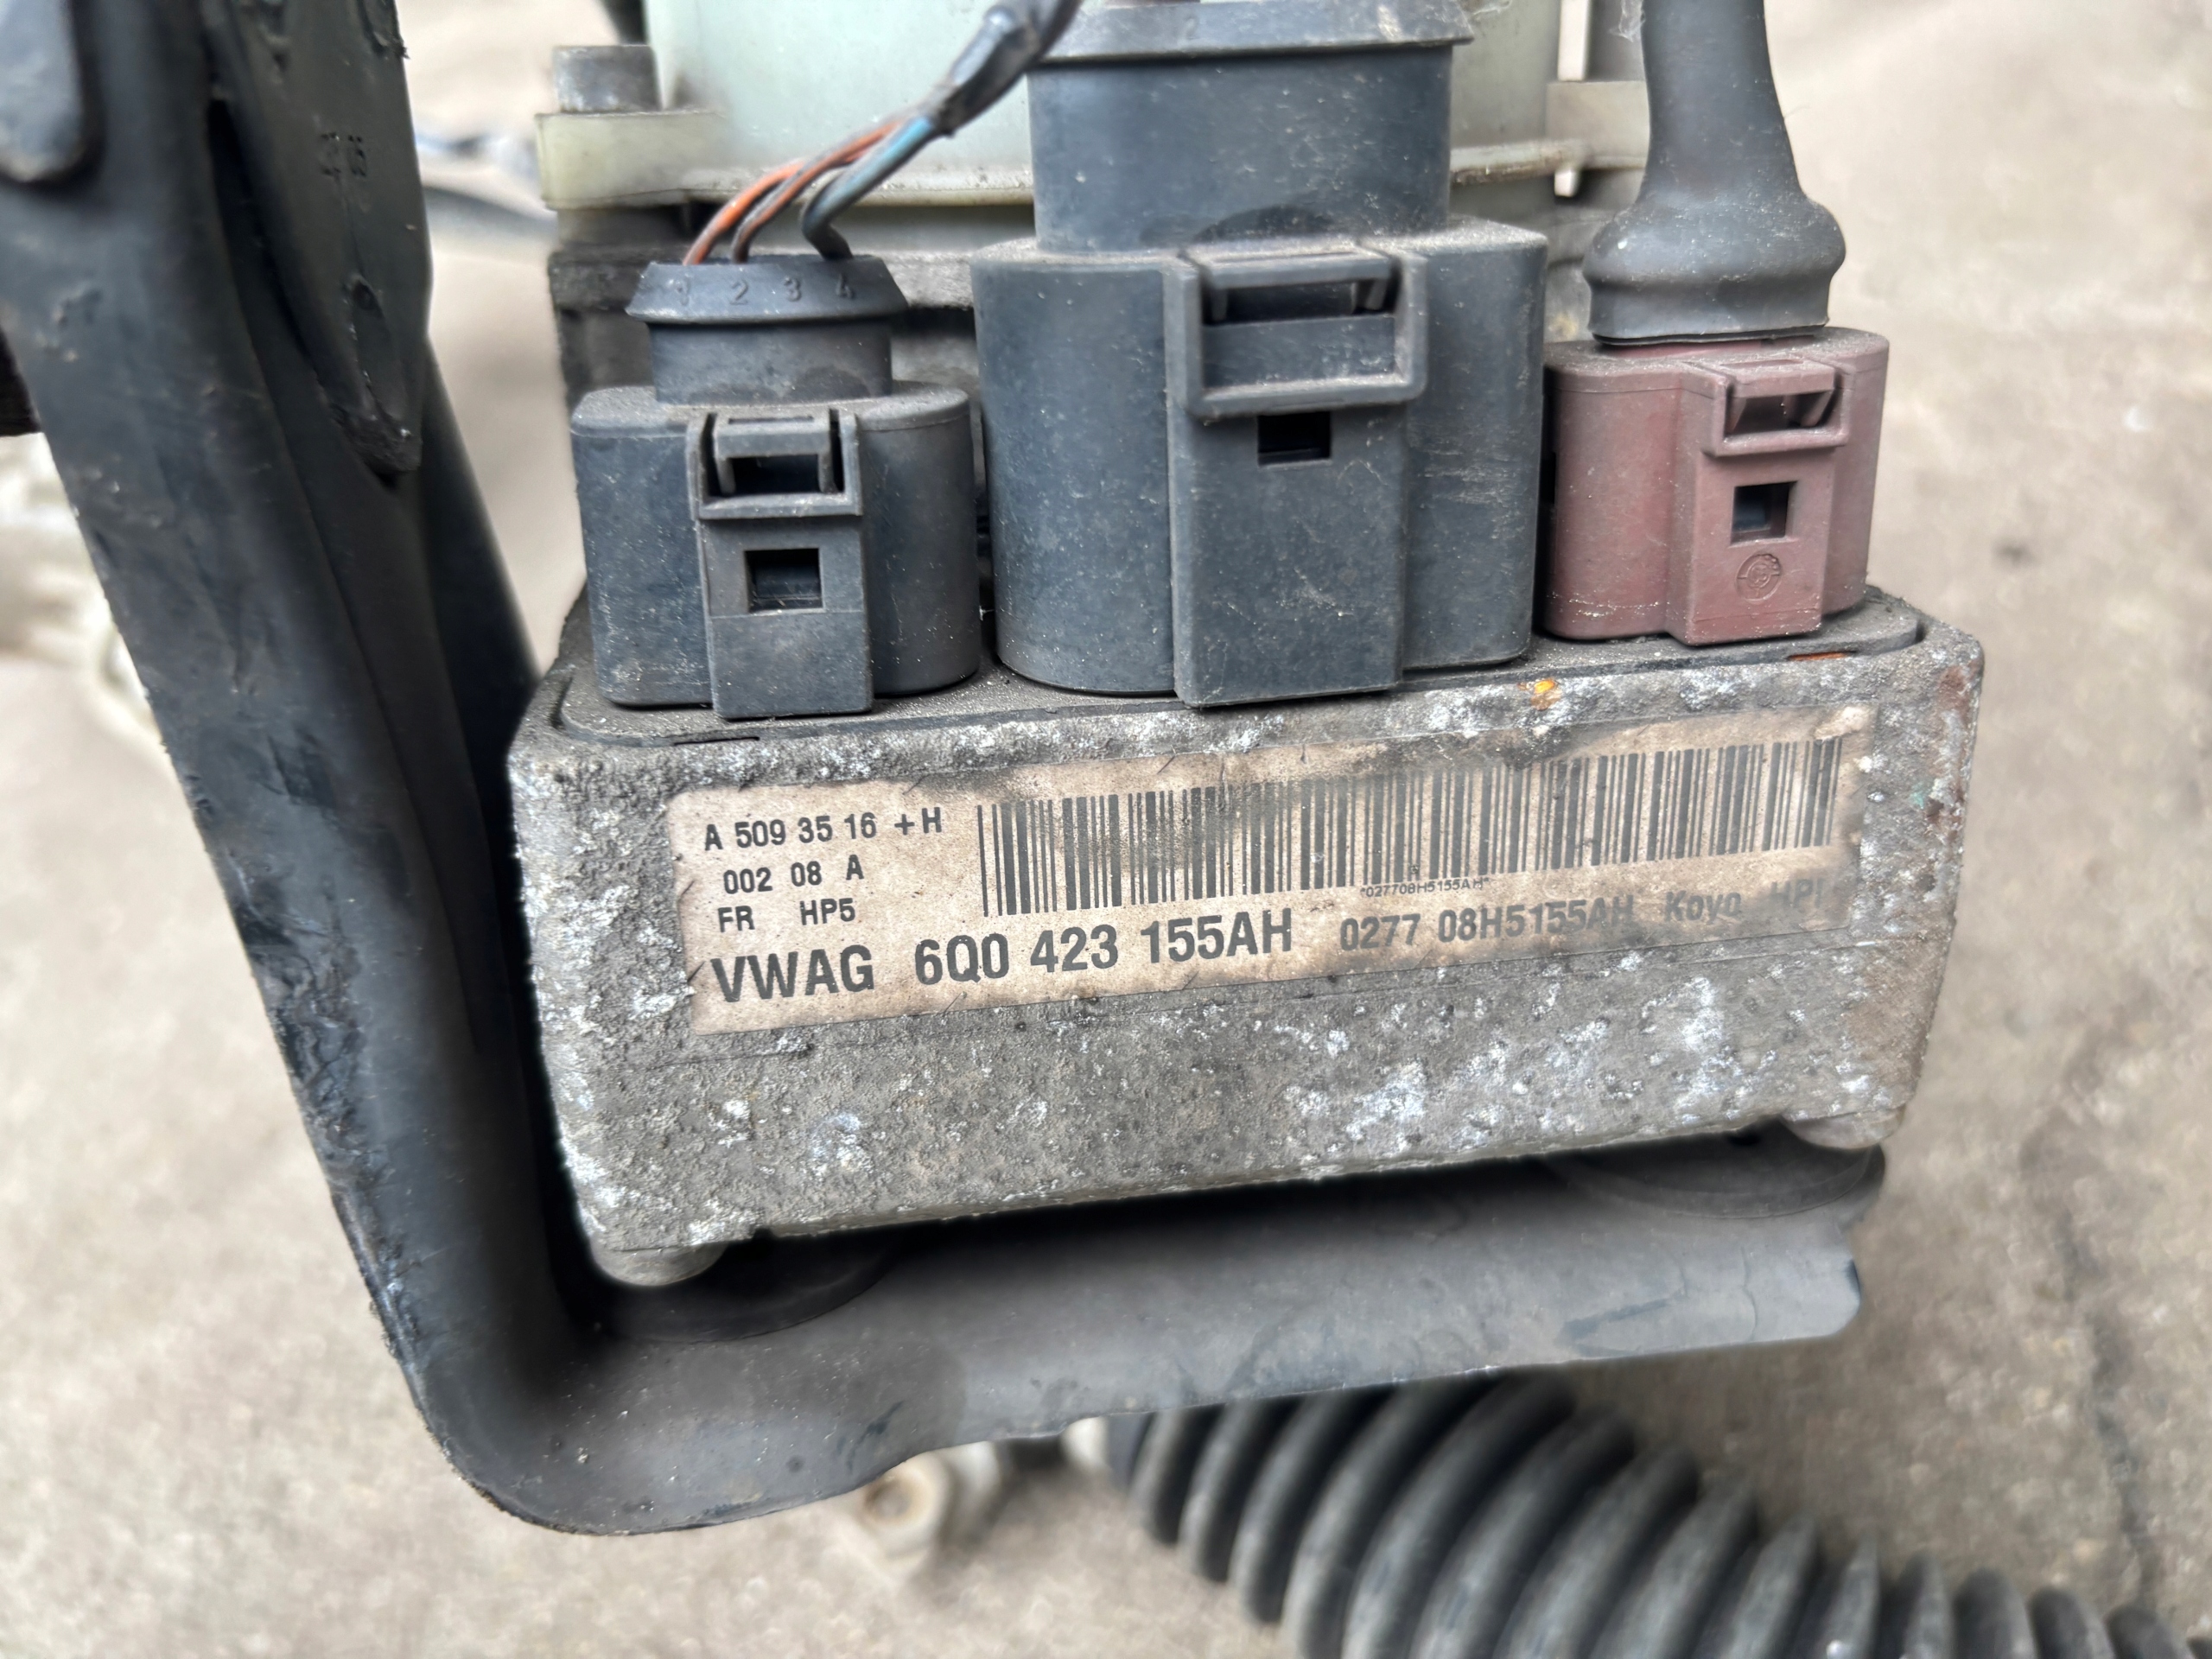 1 2 3 4
A 509 35 16 +H
002 08 A
FR HP5
*027708H5155AH*
VWAG 6Q0 423 155AH 0277 08H5155AH Koyo HPI